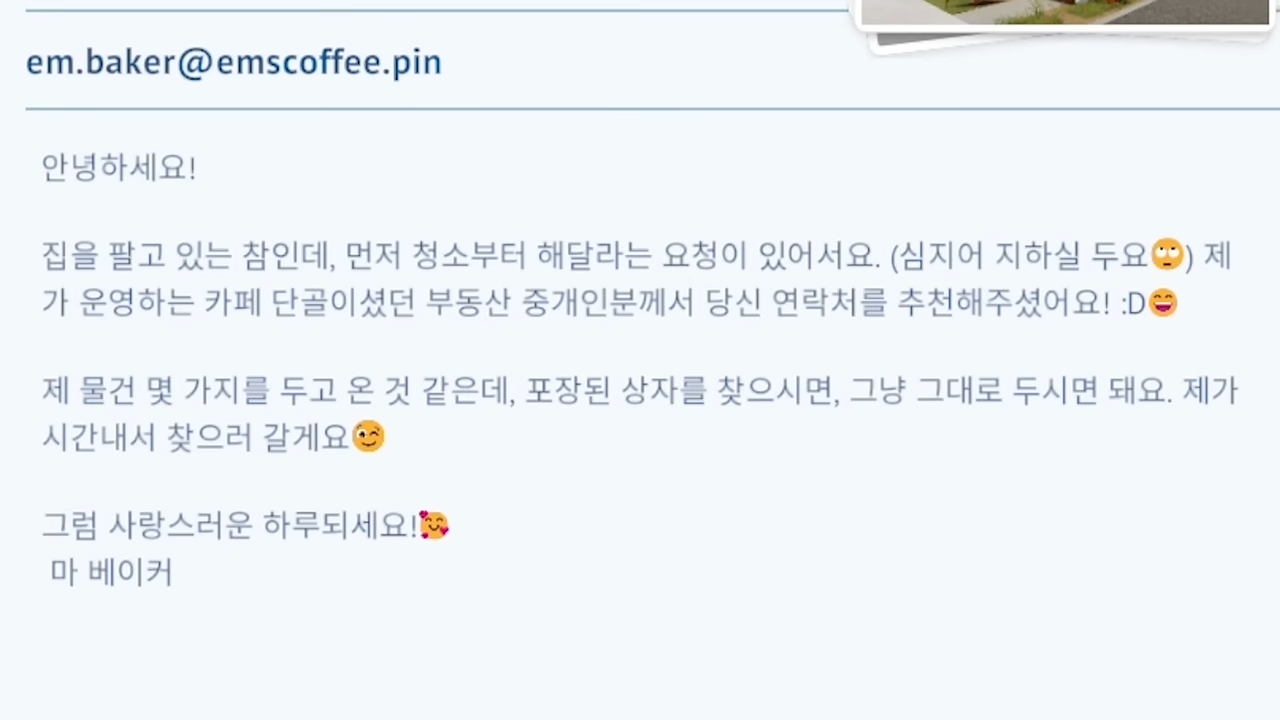 em.baker@emscoffee.pin
안녕하세요!
집을 팔고 있는 참인데, 먼저 청소부터 해달라는 요청이 있어서요. (심지어 지하실 두요🙄) 제
가 운영하는 카페 단골이셨던 부동산 중개인분께서 당신 연락처를 추천해주셨어요! :D😄
제 물건 몇 가지를 두고 온 것 같은데, 포장된 상자를 찾으시면, 그냥 그대로 두시면 돼요. 제가
시간내서 찾으러 갈게요😉
그럼 사랑스러운 하루되세요!🥰
마 베이커